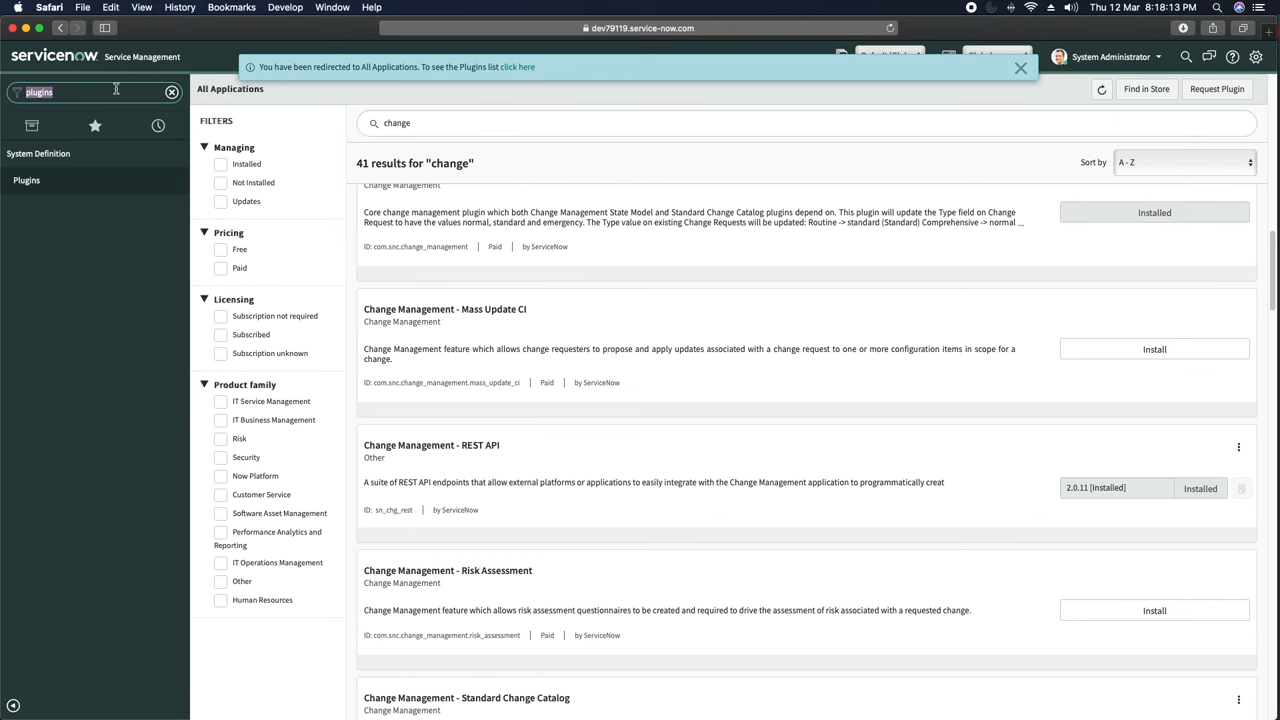 Safari File Edit View History Bookmarks Develop Window Help
Thu 12 Mar 8:18:13 PM
dev79119.service-now.com
servicenow Service Management
System Administrator
You have been redirected to All Applications. To see the Plugins list click here
plugins
System Definition
Plugins
All Applications
Find in Store
Request Plugin
FILTERS
Managing
Installed
Not Installed
Updates
Pricing
Free
Paid
Licensing
Subscription not required
Subscribed
Subscription unknown
Product family
IT Service Management
IT Business Management
Risk
Security
Now Platform
Customer Service
Software Asset Management
Performance Analytics and
Reporting
IT Operations Management
Other
Human Resources
change
41 results for "change"
Sort by
A - Z
Change Management
Core change management plugin which both Change Management State Model and Standard Change Catalog plugins depend on. This plugin will update the Type field on Change
Request to have the values normal, standard and emergency. The Type value on existing Change Requests will be updated: Routine -> standard (Standard) Comprehensive -> normal ...
Installed
ID: com.snc.change_management Paid by ServiceNow
Change Management - Mass Update CI
Change Management
Change Management feature which allows change requesters to propose and apply updates associated with a change request to one or more configuration items in scope for a
change.
Install
ID: com.snc.change_management.mass_update_ci Paid by ServiceNow
Change Management - REST API
Other
A suite of REST API endpoints that allow external platforms or applications to easily integrate with the Change Management application to programmatically creat
2.0.11 [Installed] Installed
ID: sn_chg_rest by ServiceNow
Change Management - Risk Assessment
Change Management
Change Management feature which allows risk assessment questionnaires to be created and required to drive the assessment of risk associated with a requested change.
Install
ID: com.snc.change_management.risk_assessment Paid by ServiceNow
Change Management - Standard Change Catalog
Change Management